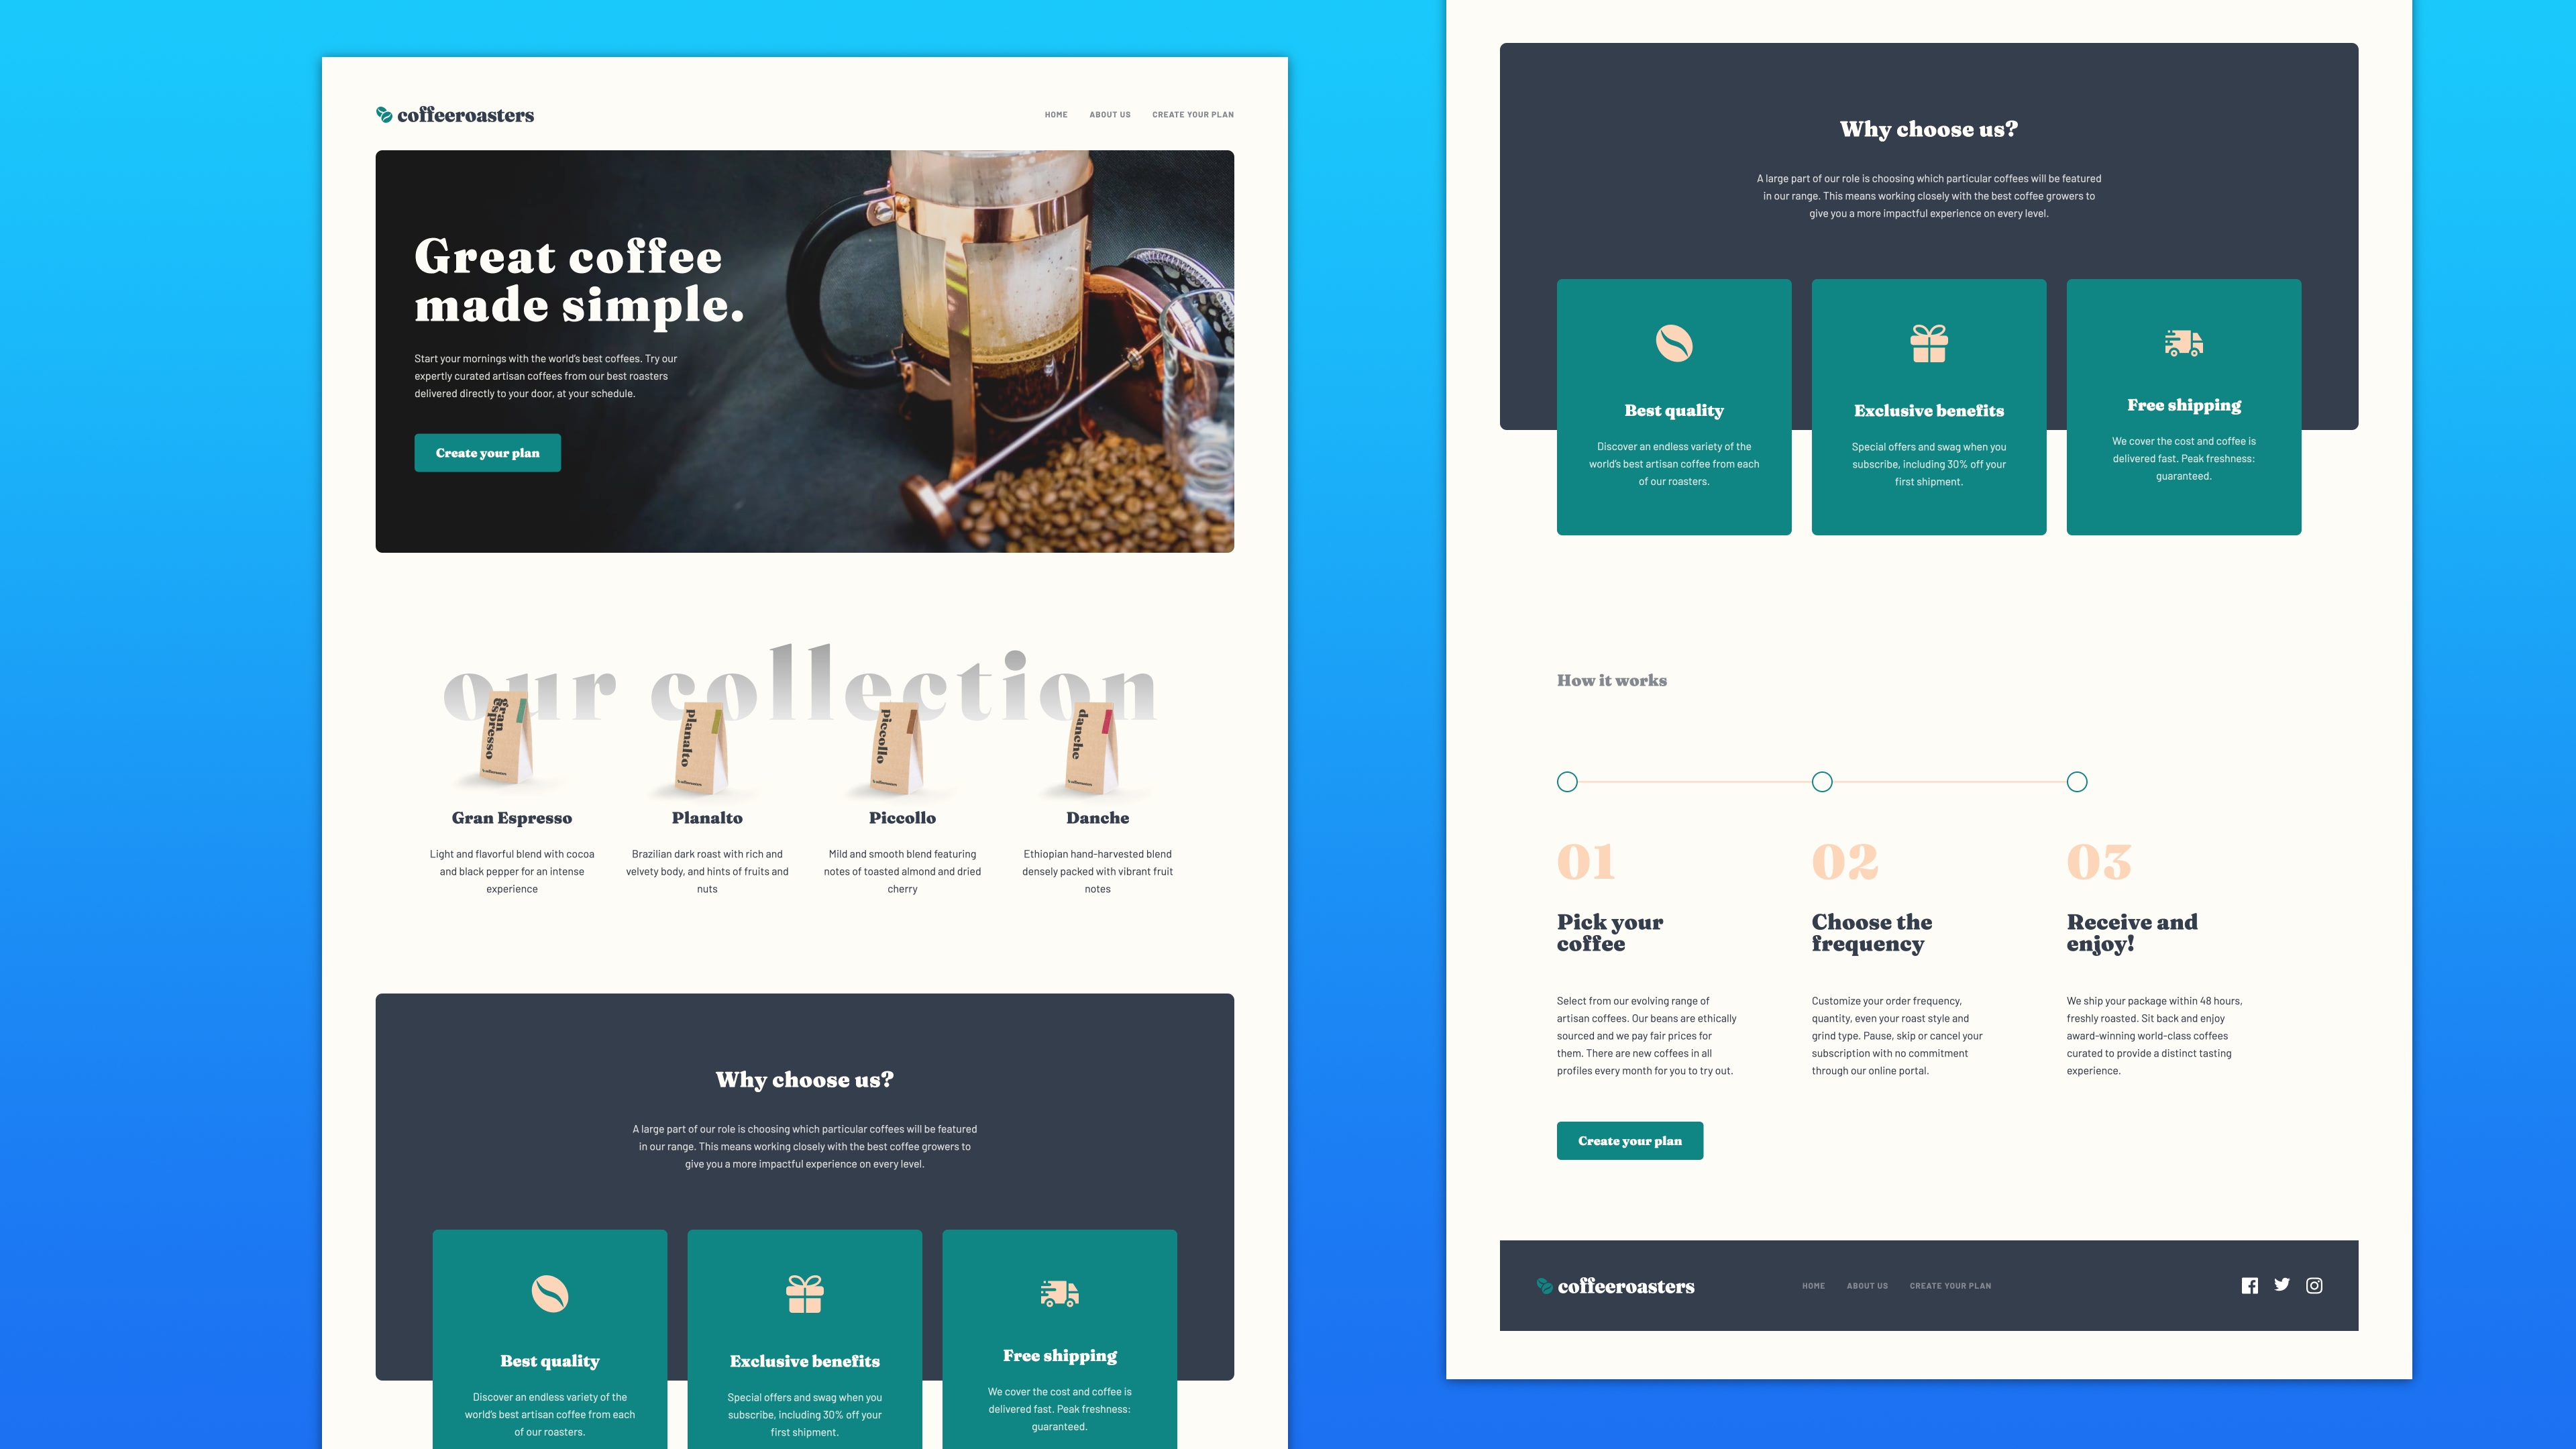 coffeeroasters
HOME ABOUT US CREATE YOUR PLAN
Great coffee
made simple.
Start your mornings with the world's best coffees. Try our
expertly curated artisan coffees from our best roasters
delivered directly to your door, at your schedule.
Create your plan
our collection
gran
espresso
Planalto
Piccollo
danche
Gran Espresso
Light and flavorful blend with cocoa
and black pepper for an intense
experience
Planalto
Brazilian dark roast with rich and
velvety body, and hints of fruits and
nuts
Piccollo
Mild and smooth blend featuring
notes of toasted almond and dried
cherry
Danche
Ethiopian hand-harvested blend
densely packed with vibrant fruit
notes
Why choose us?
A large part of our role is choosing which particular coffees will be featured
in our range. This means working closely with the best coffee growers to
give you a more impactful experience on every level.
Best quality
Discover an endless variety of the
world's best artisan coffee from each
of our roasters.
Exclusive benefits
Special offers and swag when you
subscribe, including 30% off your
first shipment.
Free shipping
We cover the cost and coffee is
delivered fast. Peak freshness:
guaranteed.
Why choose us?
A large part of our role is choosing which particular coffees will be featured
in our range. This means working closely with the best coffee growers to
give you a more impactful experience on every level.
Best quality
Discover an endless variety of the
world's best artisan coffee from each
of our roasters.
Exclusive benefits
Special offers and swag when you
subscribe, including 30% off your
first shipment.
Free shipping
We cover the cost and coffee is
delivered fast. Peak freshness:
guaranteed.
How it works
01
Pick your
coffee
Select from our evolving range of
artisan coffees. Our beans are ethically
sourced and we pay fair prices for
them. There are new coffees in all
profiles every month for you to try out.
02
Choose the
frequency
Customize your order frequency,
quantity, even your roast style and
grind type. Pause, skip or cancel your
subscription with no commitment
through our online portal.
03
Receive and
enjoy!
We ship your package within 48 hours,
freshly roasted. Sit back and enjoy
award-winning world-class coffees
curated to provide a distinct tasting
experience.
Create your plan
coffeeroasters
HOME ABOUT US CREATE YOUR PLAN